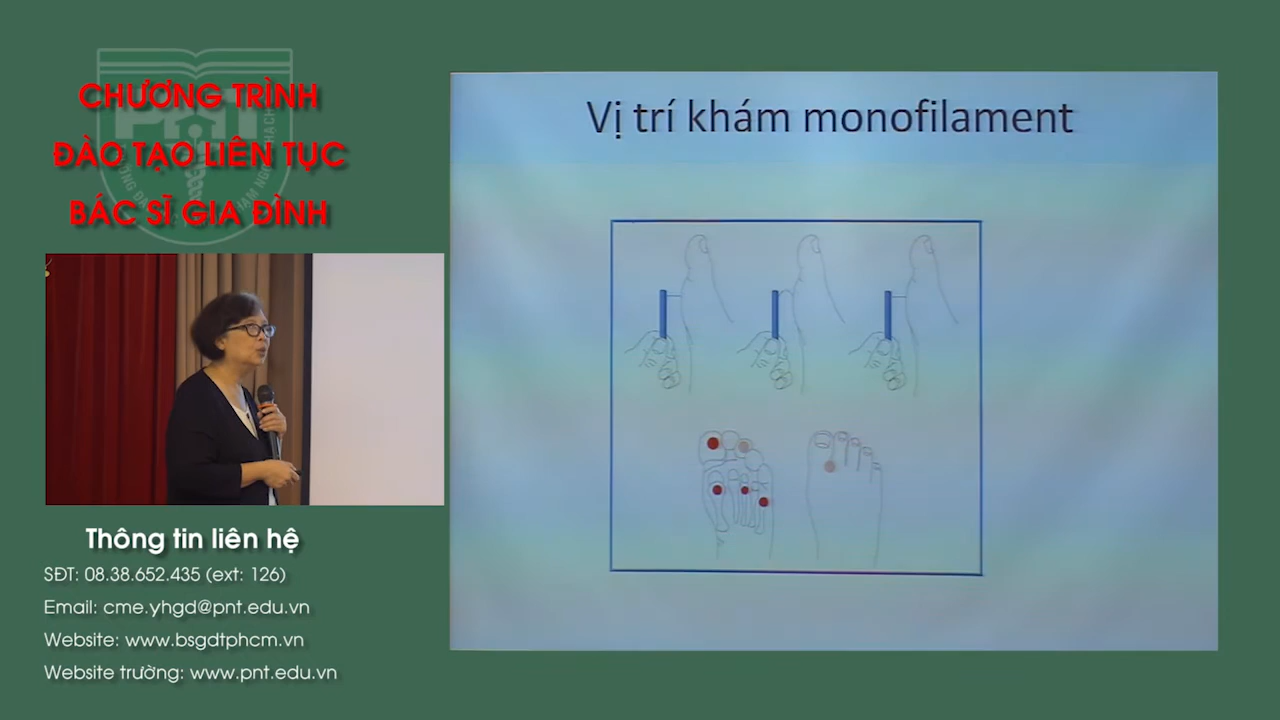 CHƯƠNG TRÌNH
ĐÀO TẠO LIÊN TỤC
BÁC SĨ GIA ĐÌNH
PNT
Vị trí khám monofilament
Thông tin liên hệ
SĐT: 08.38.652.435 (ext: 126)
Email: cme.yhgd@pnt.edu.vn
Website: www.bsgdtphcm.vn
Website trường: www.pnt.edu.vn